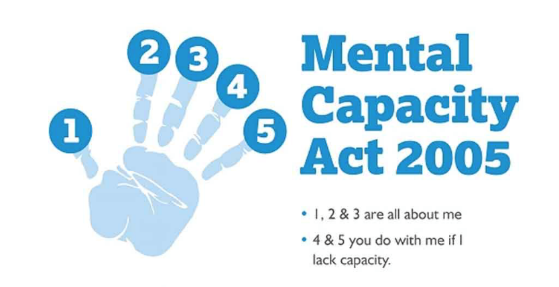 1
2
3
4
5
Mental
Capacity
Act 2005
• 1, 2 & 3 are all about me
• 4 & 5 you do with me if I
lack capacity.